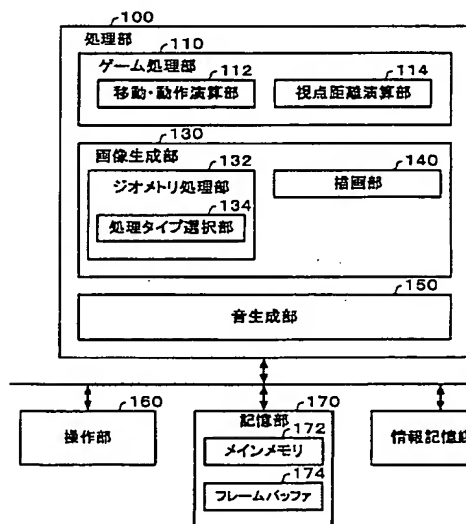 100
処理部
110
ゲーム処理部
112
移動・動作演算部
114
視点距離演算部
130
画像生成部
132
ジオメトリ処理部
134
処理タイプ選択部
140
描画部
150
音生成部
160
操作部
170
記憶部
172
メインメモリ
174
フレームバッファ
情報記憶